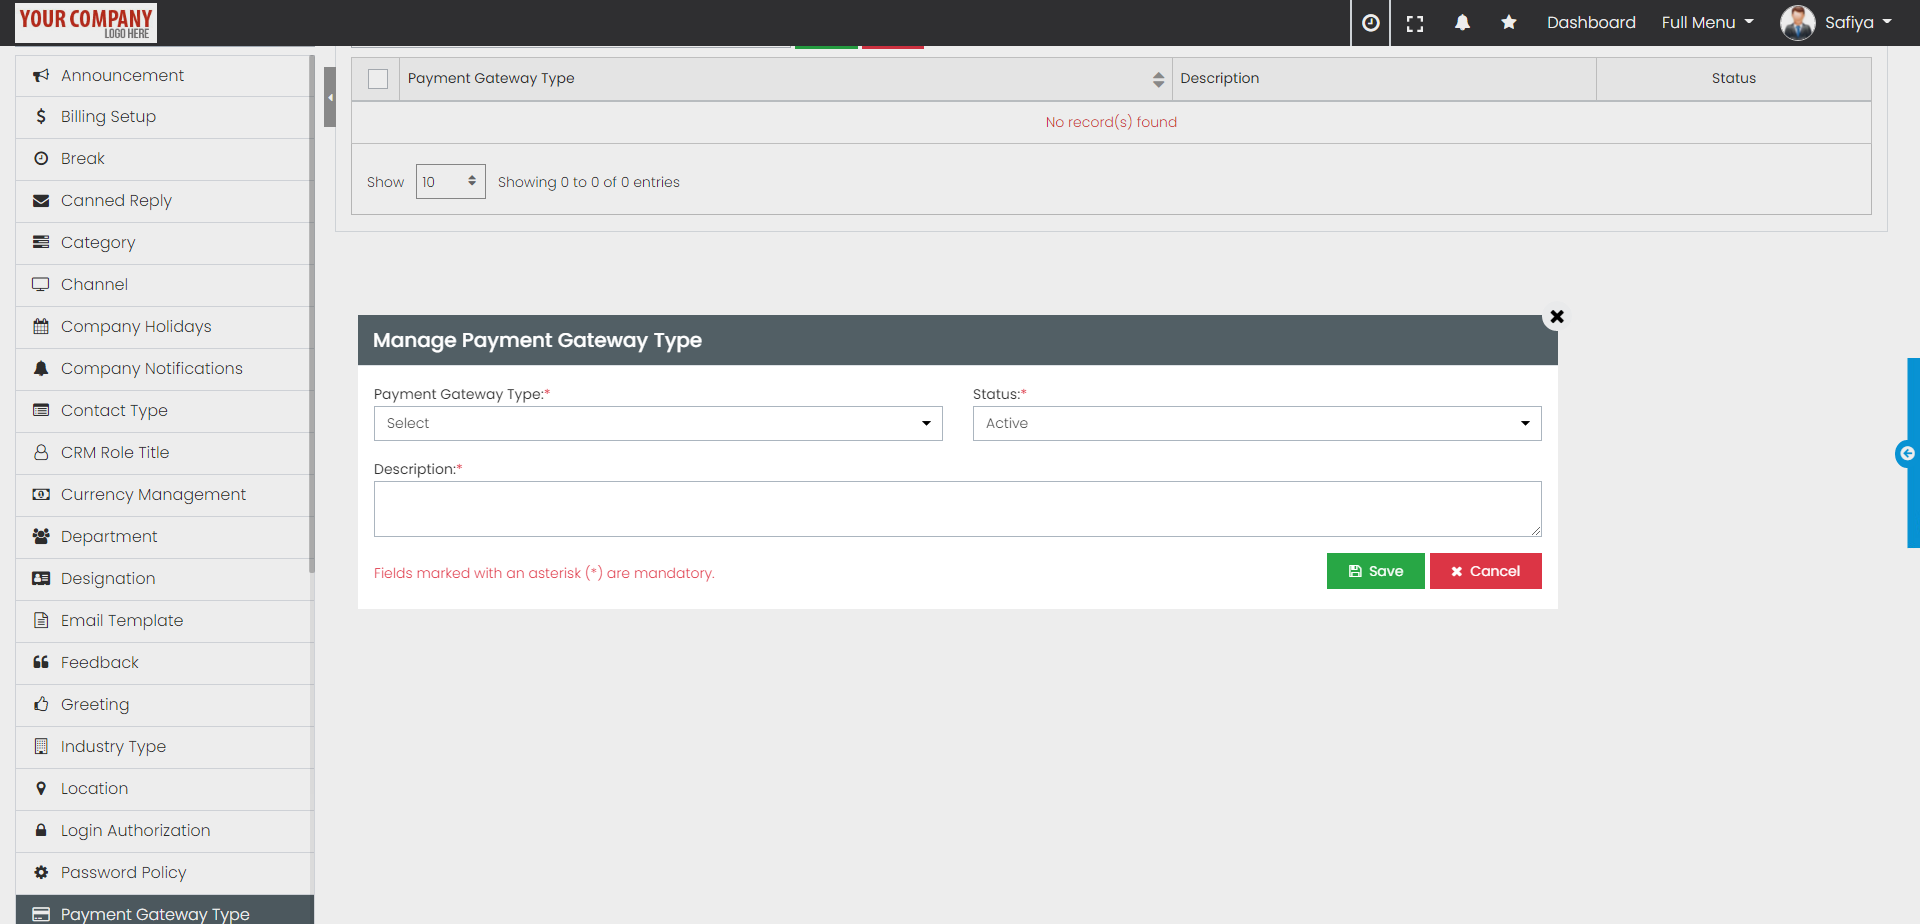 YOUR COMPANY
LOGO HERE
Dashboard
Full Menu
Safiya
Announcement
Billing Setup
Break
Canned Reply
Category
Channel
Company Holidays
Company Notifications
Contact Type
CRM Role Title
Currency Management
Department
Designation
Email Template
Feedback
Greeting
Industry Type
Location
Login Authorization
Password Policy
Payment Gateway Type
Payment Gateway Type Description Status
No record(s) found
Show 10 Showing 0 to 0 of 0 entries
Manage Payment Gateway Type
Payment Gateway Type:* Status:*
Select Active
Description:*
Fields marked with an asterisk (*) are mandatory.
Save Cancel